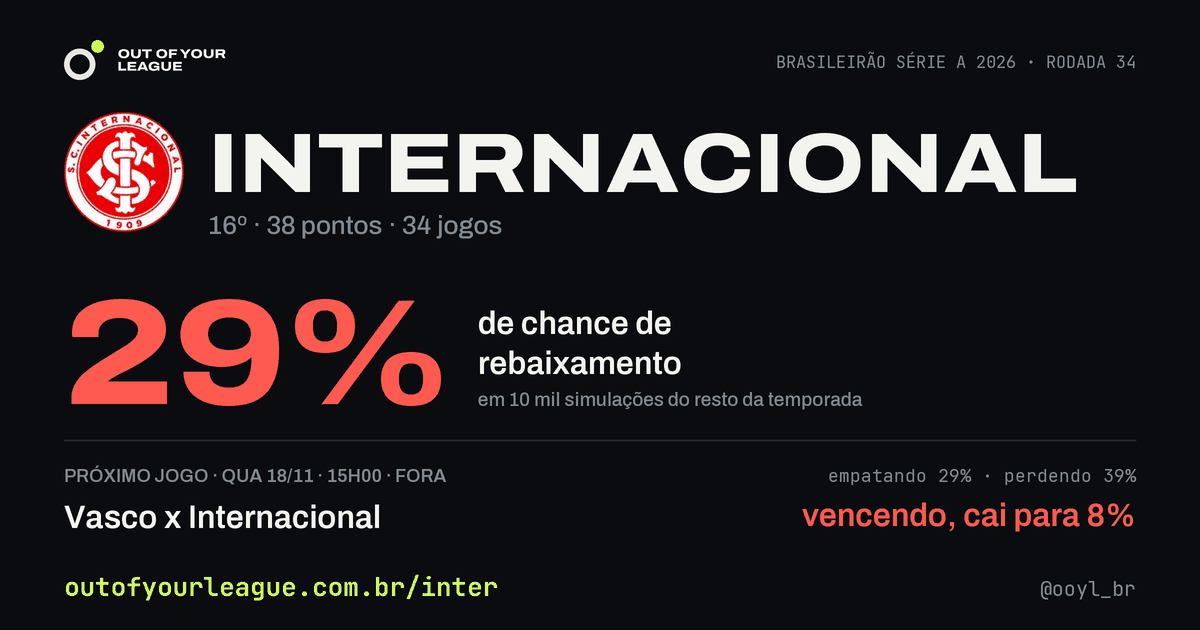 OUT OF YOUR
LEAGUE
BRASILEIRÃO SÉRIE A 2026 · RODADA 34
S.C. INTERNACIONAL
1909
INTERNACIONAL
16º · 38 pontos · 34 jogos
29%
de chance de
rebaixamento
em 10 mil simulações do resto da temporada
PRÓXIMO JOGO · QUA 18/11 · 15H00 · FORA
Vasco x Internacional
empatando 29% · perdendo 39%
vencendo, cai para 8%
outofyourleague.com.br/inter
@ooyl_br